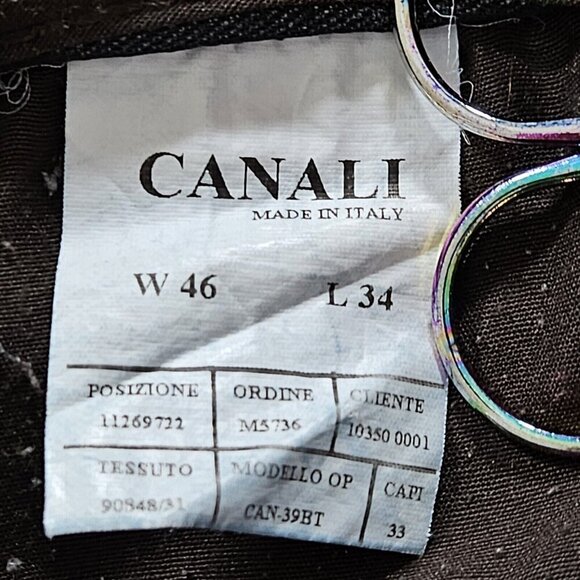 CANALI
MADE IN ITALY
W 46 L 34
POSIZIONE ORDINE CLIENTE
11269722 M5736 10350 0001
TESSUTO MODELLO OP CAPI
90848/31 CAN-39BT 33